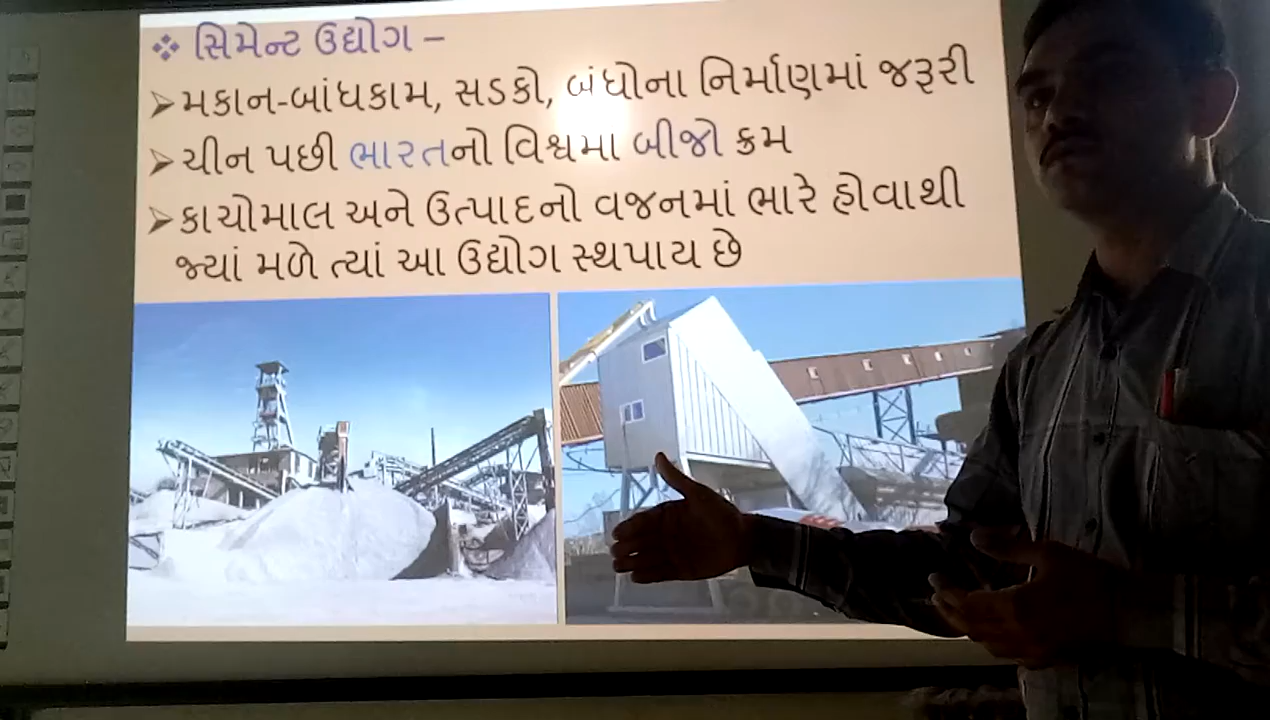 ❖ સિમેન્ટ ઉદ્યોગ –
➢ મકાન-બાંધકામ, સડકો, બંધોના નિર્માણમાં જરૂરી
➢ ચીન પછી ભારતનો વિશ્વમા બીજો ક્રમ
➢ કાચોમાલ અને ઉત્પાદનો વજનમાં ભારે હોવાથી
જ્યાં મળે ત્યાં આ ઉદ્યોગ સ્થપાય છે